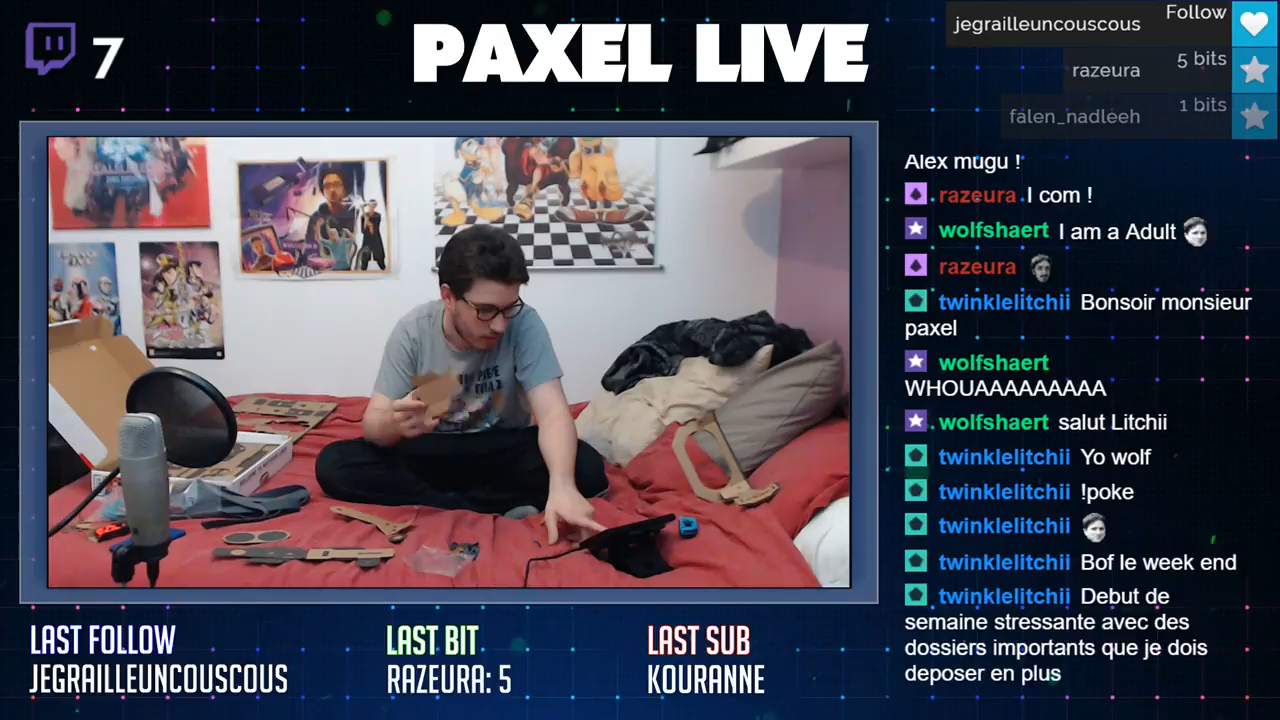 7
PAXEL LIVE
jegrailleuncouscous Follow
razeura 5 bits
falen_nadleeh 1 bits
Alex mugu !
razeura I com !
wolfshaert I am a Adult
razeura
twinklelitchii Bonsoir monsieur
paxel
wolfshaert
WHOUAAAAAAAAA
wolfshaert salut Litchii
twinklelitchii Yo wolf
twinklelitchii !poke
twinklelitchii
twinklelitchii Bof le week end
twinklelitchii Debut de
semaine stressante avec des
dossiers importants que je dois
deposer en plus
LAST FOLLOW
JEGRAILLEUNCOUSCOUS
LAST BIT
RAZEURA: 5
LAST SUB
KOURANNE